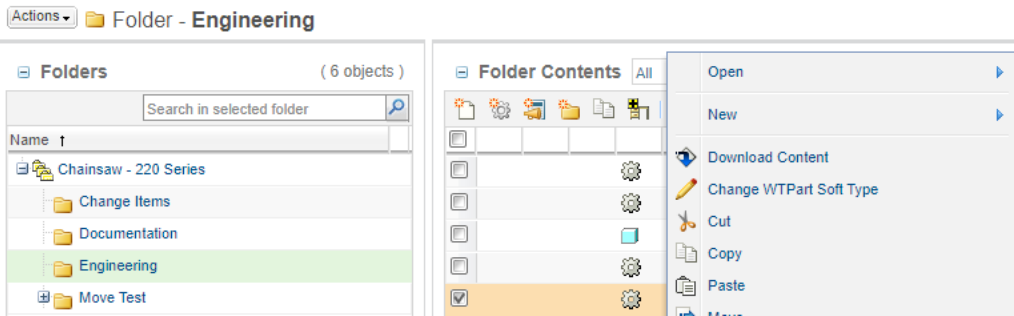 Actions Folder - Engineering
Folders ( 6 objects )
Search in selected folder
Name ↑
Chainsaw - 220 Series
Change Items
Documentation
Engineering
Move Test
Folder Contents All
Open
New
Download Content
Change WTPart Soft Type
Cut
Copy
Paste
Move